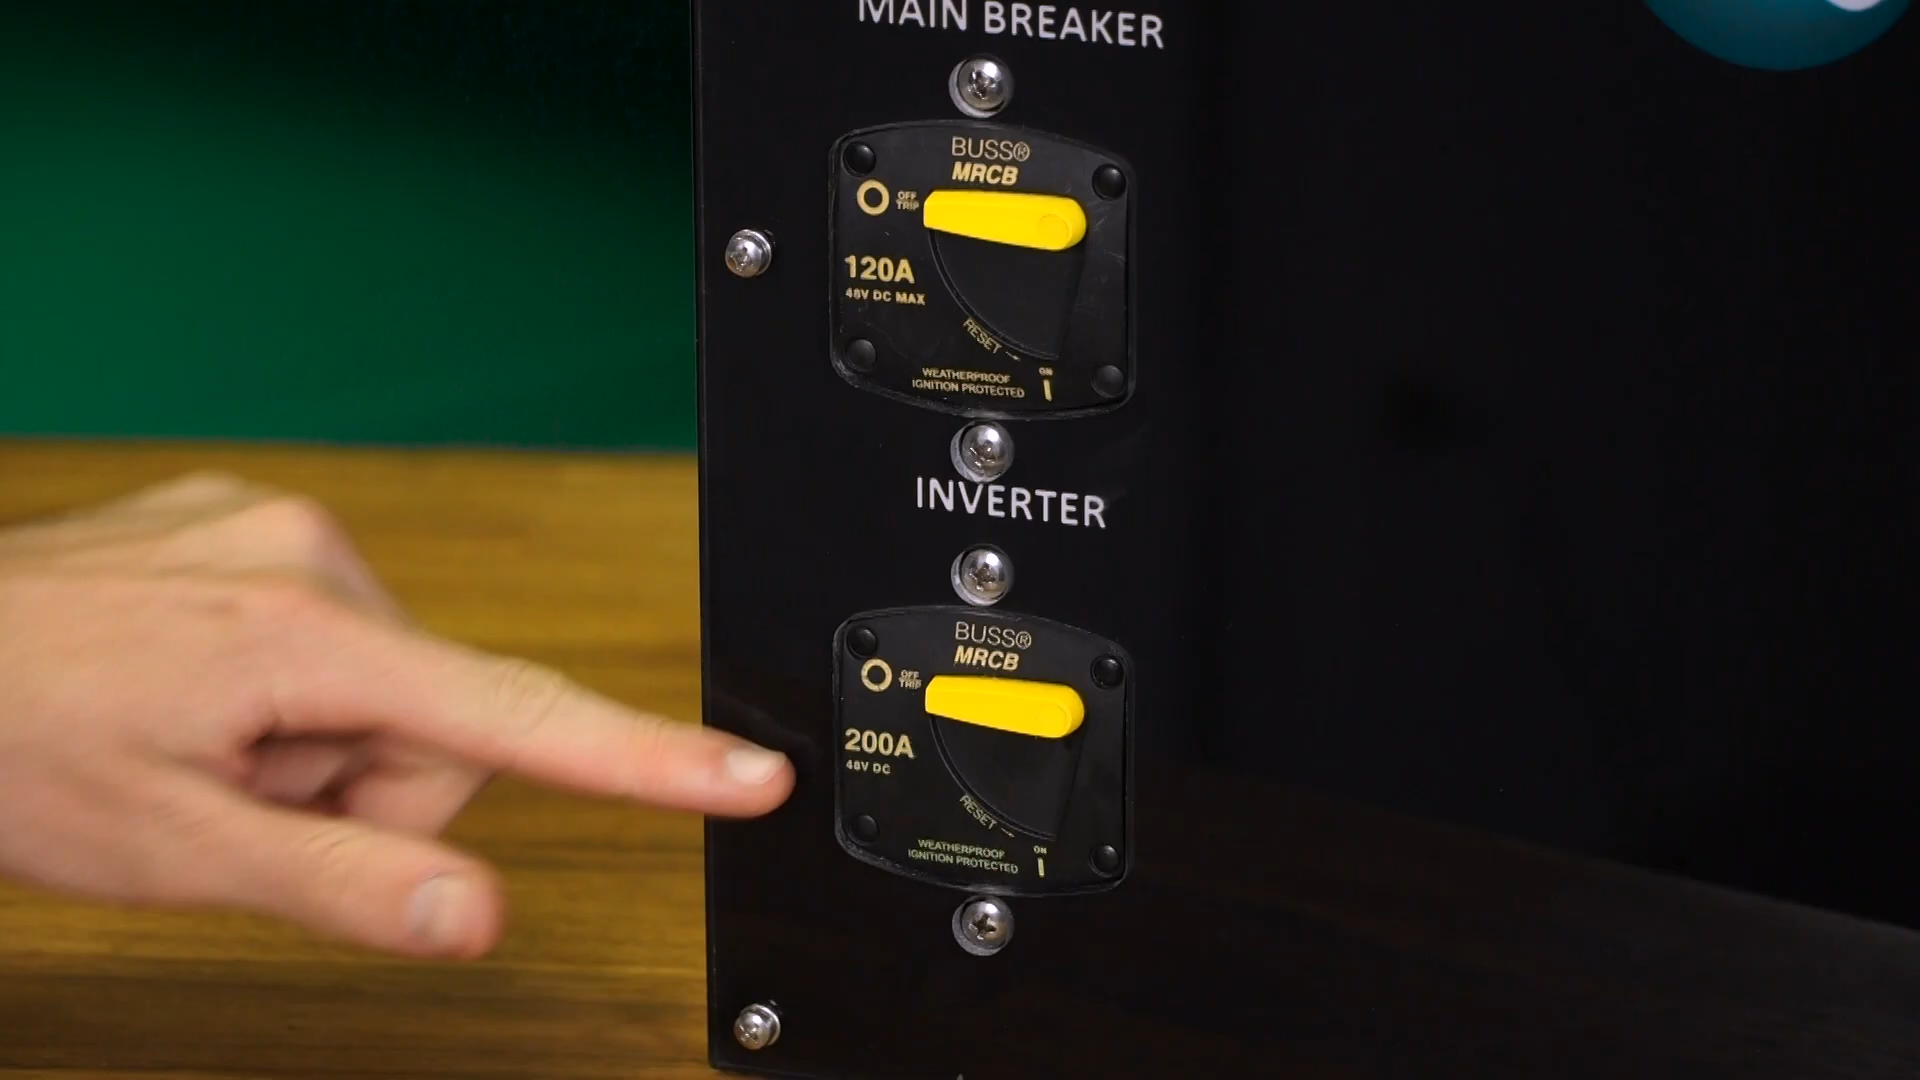 MAIN BREAKER
BUSS®
MRCB
OFF
TRIP
120A
48V DC MAX
RESET
WEATHERPROOF
IGNITION PROTECTED
ON
INVERTER
BUSS®
MRCB
OFF
TRIP
200A
48V DC
RESET
WEATHERPROOF
IGNITION PROTECTED
ON